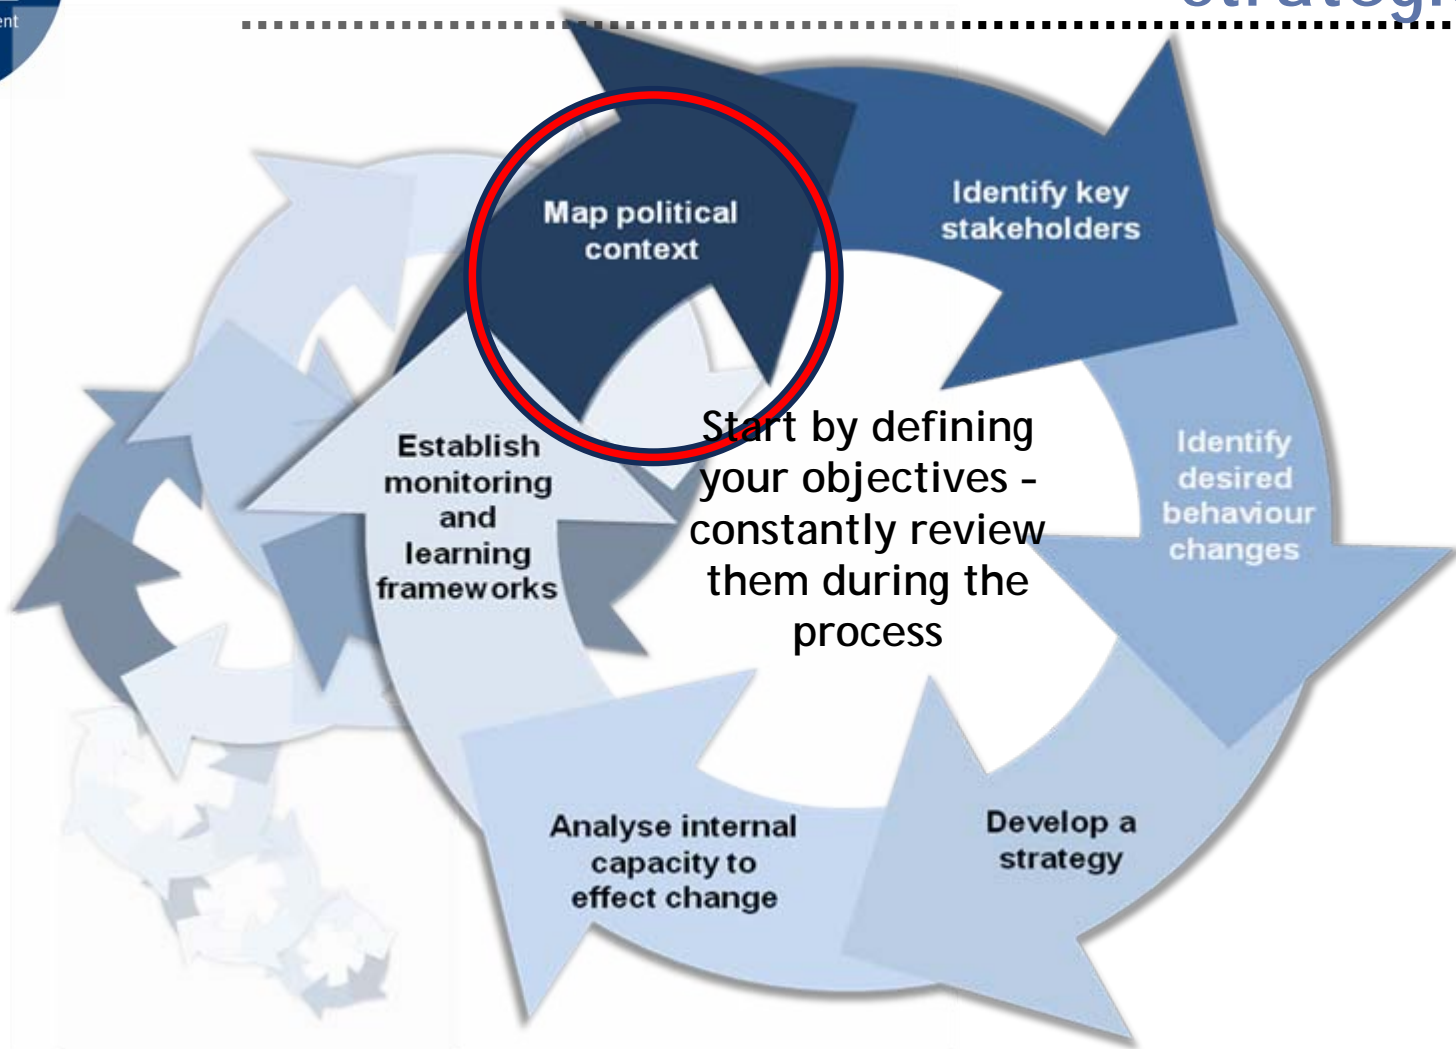 ent
Map political
context
Identify key
stakeholders
Identify
desired
behaviour
changes
Develop a
strategy
Analyse internal
capacity to
effect change
Establish
monitoring
and
learning
frameworks
Start by defining
your objectives -
constantly review
them during the
process